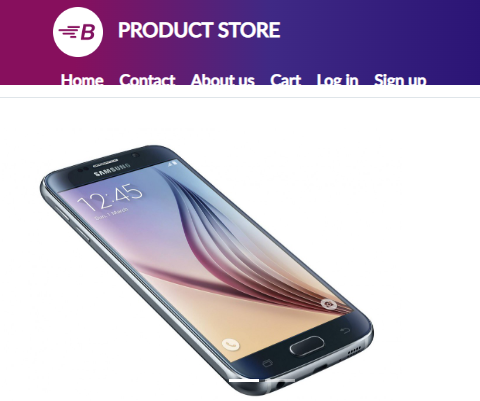 B
PRODUCT STORE
Home Contact About us Cart Log in Sign up
SAMSUNG
12:45